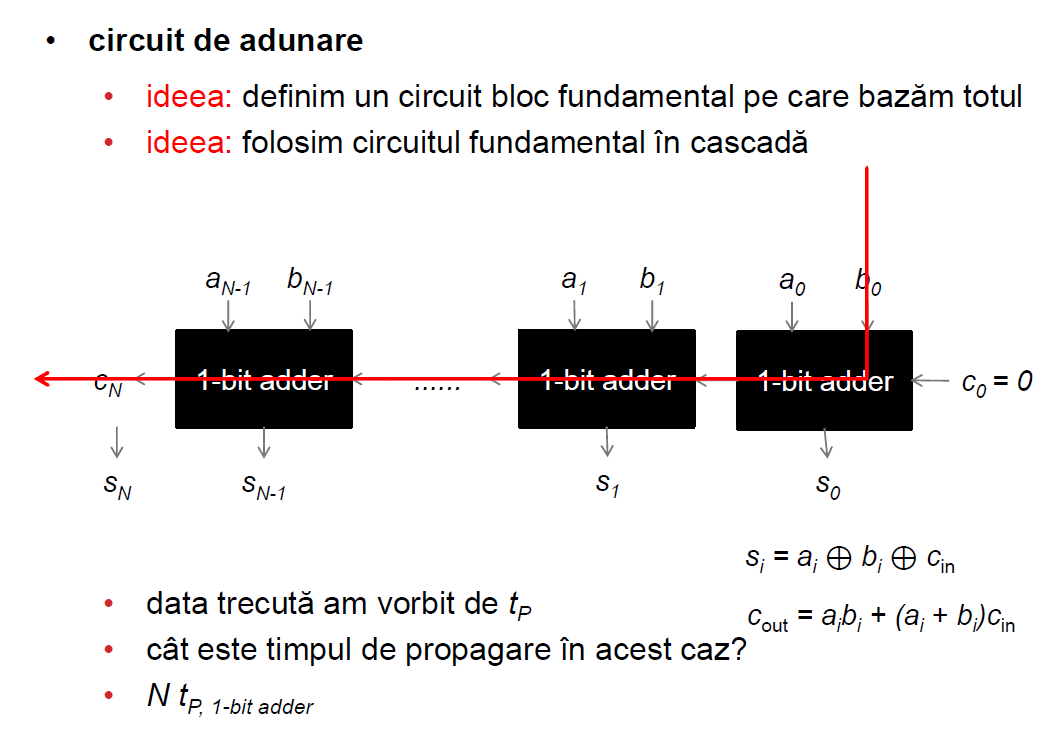 • circuit de adunare
• ideea: definim un circuit bloc fundamental pe care bazăm totul
• ideea: folosim circuitul fundamental în cascadă
a_{N-1} b_{N-1} a_1 b_1 a_0 b_0
c_N 1-bit adder ...... 1-bit adder 1-bit adder c_0 = 0
s_N s_{N-1} s_1 s_0
s_i = a_i ⊕ b_i ⊕ c_{in}
• data trecută am vorbit de t_P
c_{out} = a_i b_i + (a_i + b_i)c_{in}
• cât este timpul de propagare în acest caz?
• N t_{P, 1-bit adder}